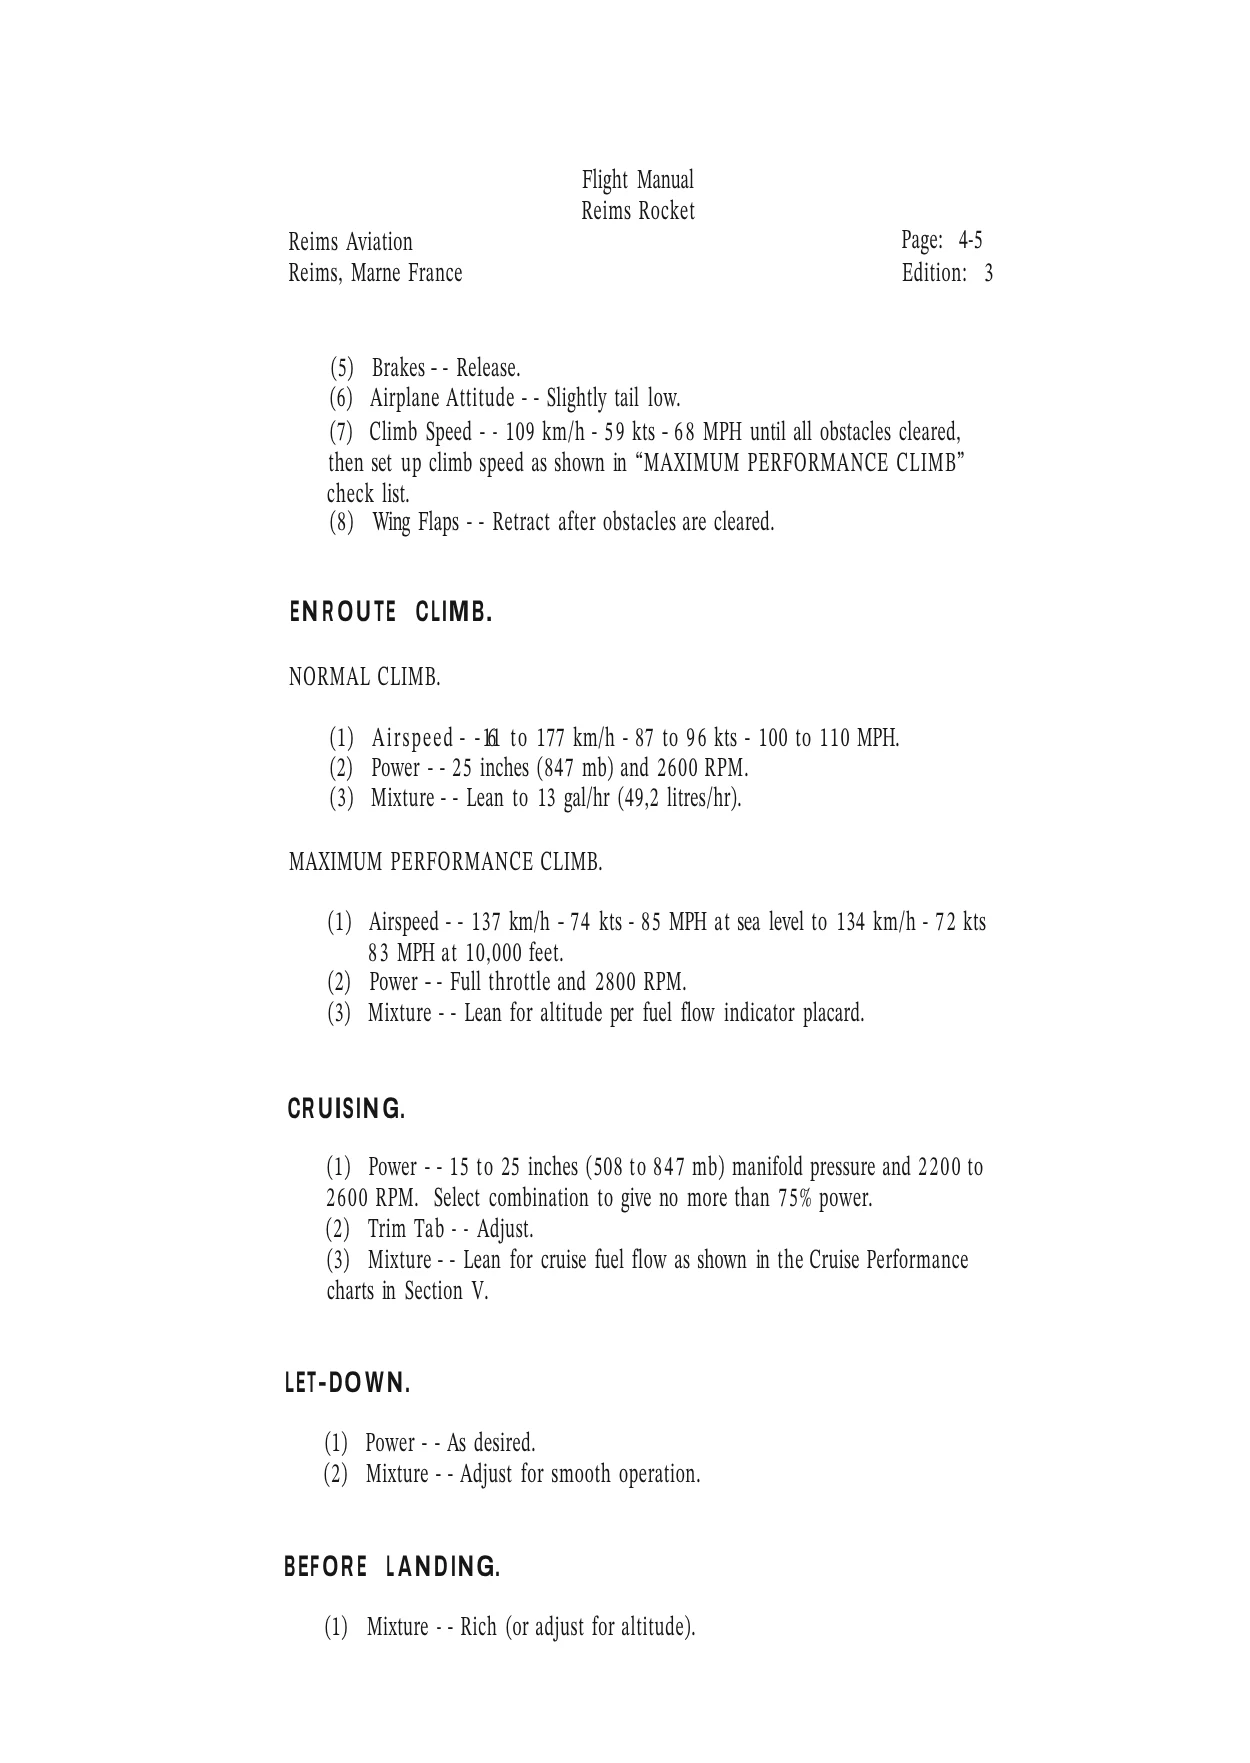 Flight Manual
Reims Rocket
Reims Aviation
Page: 4-5
Reims, Marne France
Edition: 3
(5) Brakes - - Release.
(6) Airplane Attitude - - Slightly tail low.
(7) Climb Speed - - 109 km/h - 59 kts - 68 MPH until all obstacles cleared,
then set up climb speed as shown in “MAXIMUM PERFORMANCE CLIMB”
check list.
(8) Wing Flaps - - Retract after obstacles are cleared.
ENROUTE CLIMB.
NORMAL CLIMB.
(1) Airspeed - - 161 to 177 km/h - 87 to 96 kts - 100 to 110 MPH.
(2) Power - - 25 inches (847 mb) and 2600 RPM.
(3) Mixture - - Lean to 13 gal/hr (49,2 litres/hr).
MAXIMUM PERFORMANCE CLIMB.
(1) Airspeed - - 137 km/h - 74 kts - 85 MPH at sea level to 134 km/h - 72 kts
83 MPH at 10,000 feet.
(2) Power - - Full throttle and 2800 RPM.
(3) Mixture - - Lean for altitude per fuel flow indicator placard.
CRUISING.
(1) Power - - 15 to 25 inches (508 to 847 mb) manifold pressure and 2200 to
2600 RPM. Select combination to give no more than 75% power.
(2) Trim Tab - - Adjust.
(3) Mixture - - Lean for cruise fuel flow as shown in the Cruise Performance
charts in Section V.
LET-DOWN.
(1) Power - - As desired.
(2) Mixture - - Adjust for smooth operation.
BEFORE LANDING.
(1) Mixture - - Rich (or adjust for altitude).